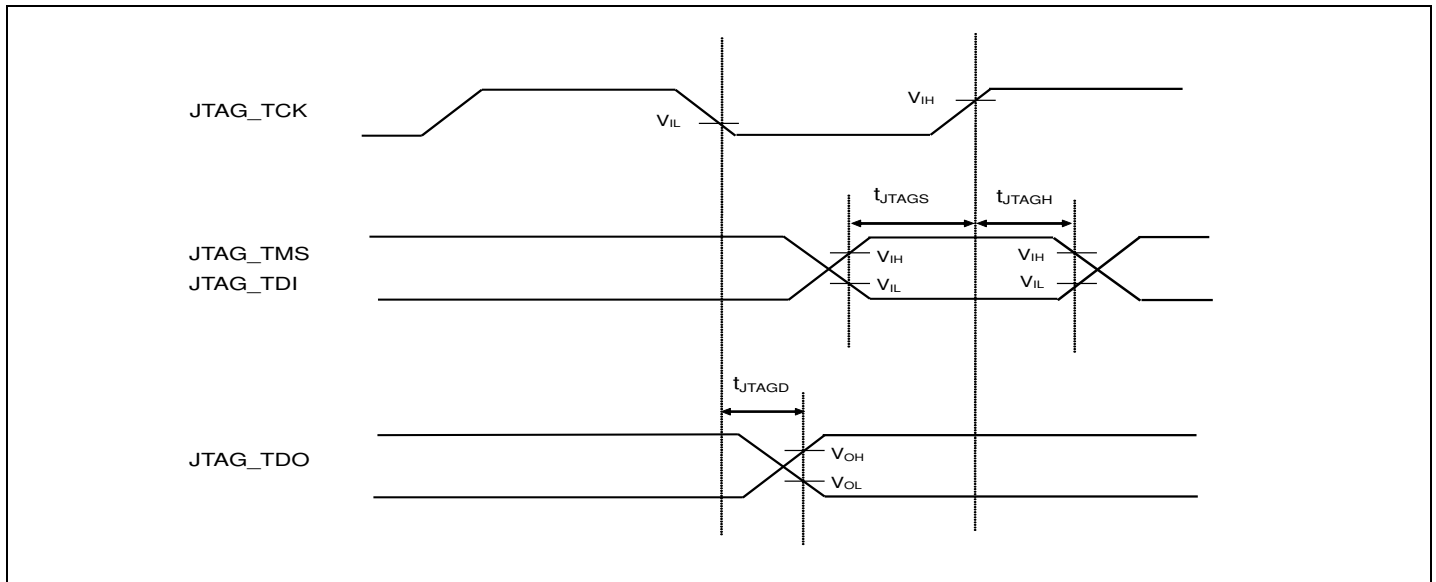 JTAG_TCK
VIL
VIH
tJTAGS
tJTAGH
JTAG_TMS
JTAG_TDI
VIH
VIL
VIH
VIL
tJTAGD
JTAG_TDO
VOH
VOL